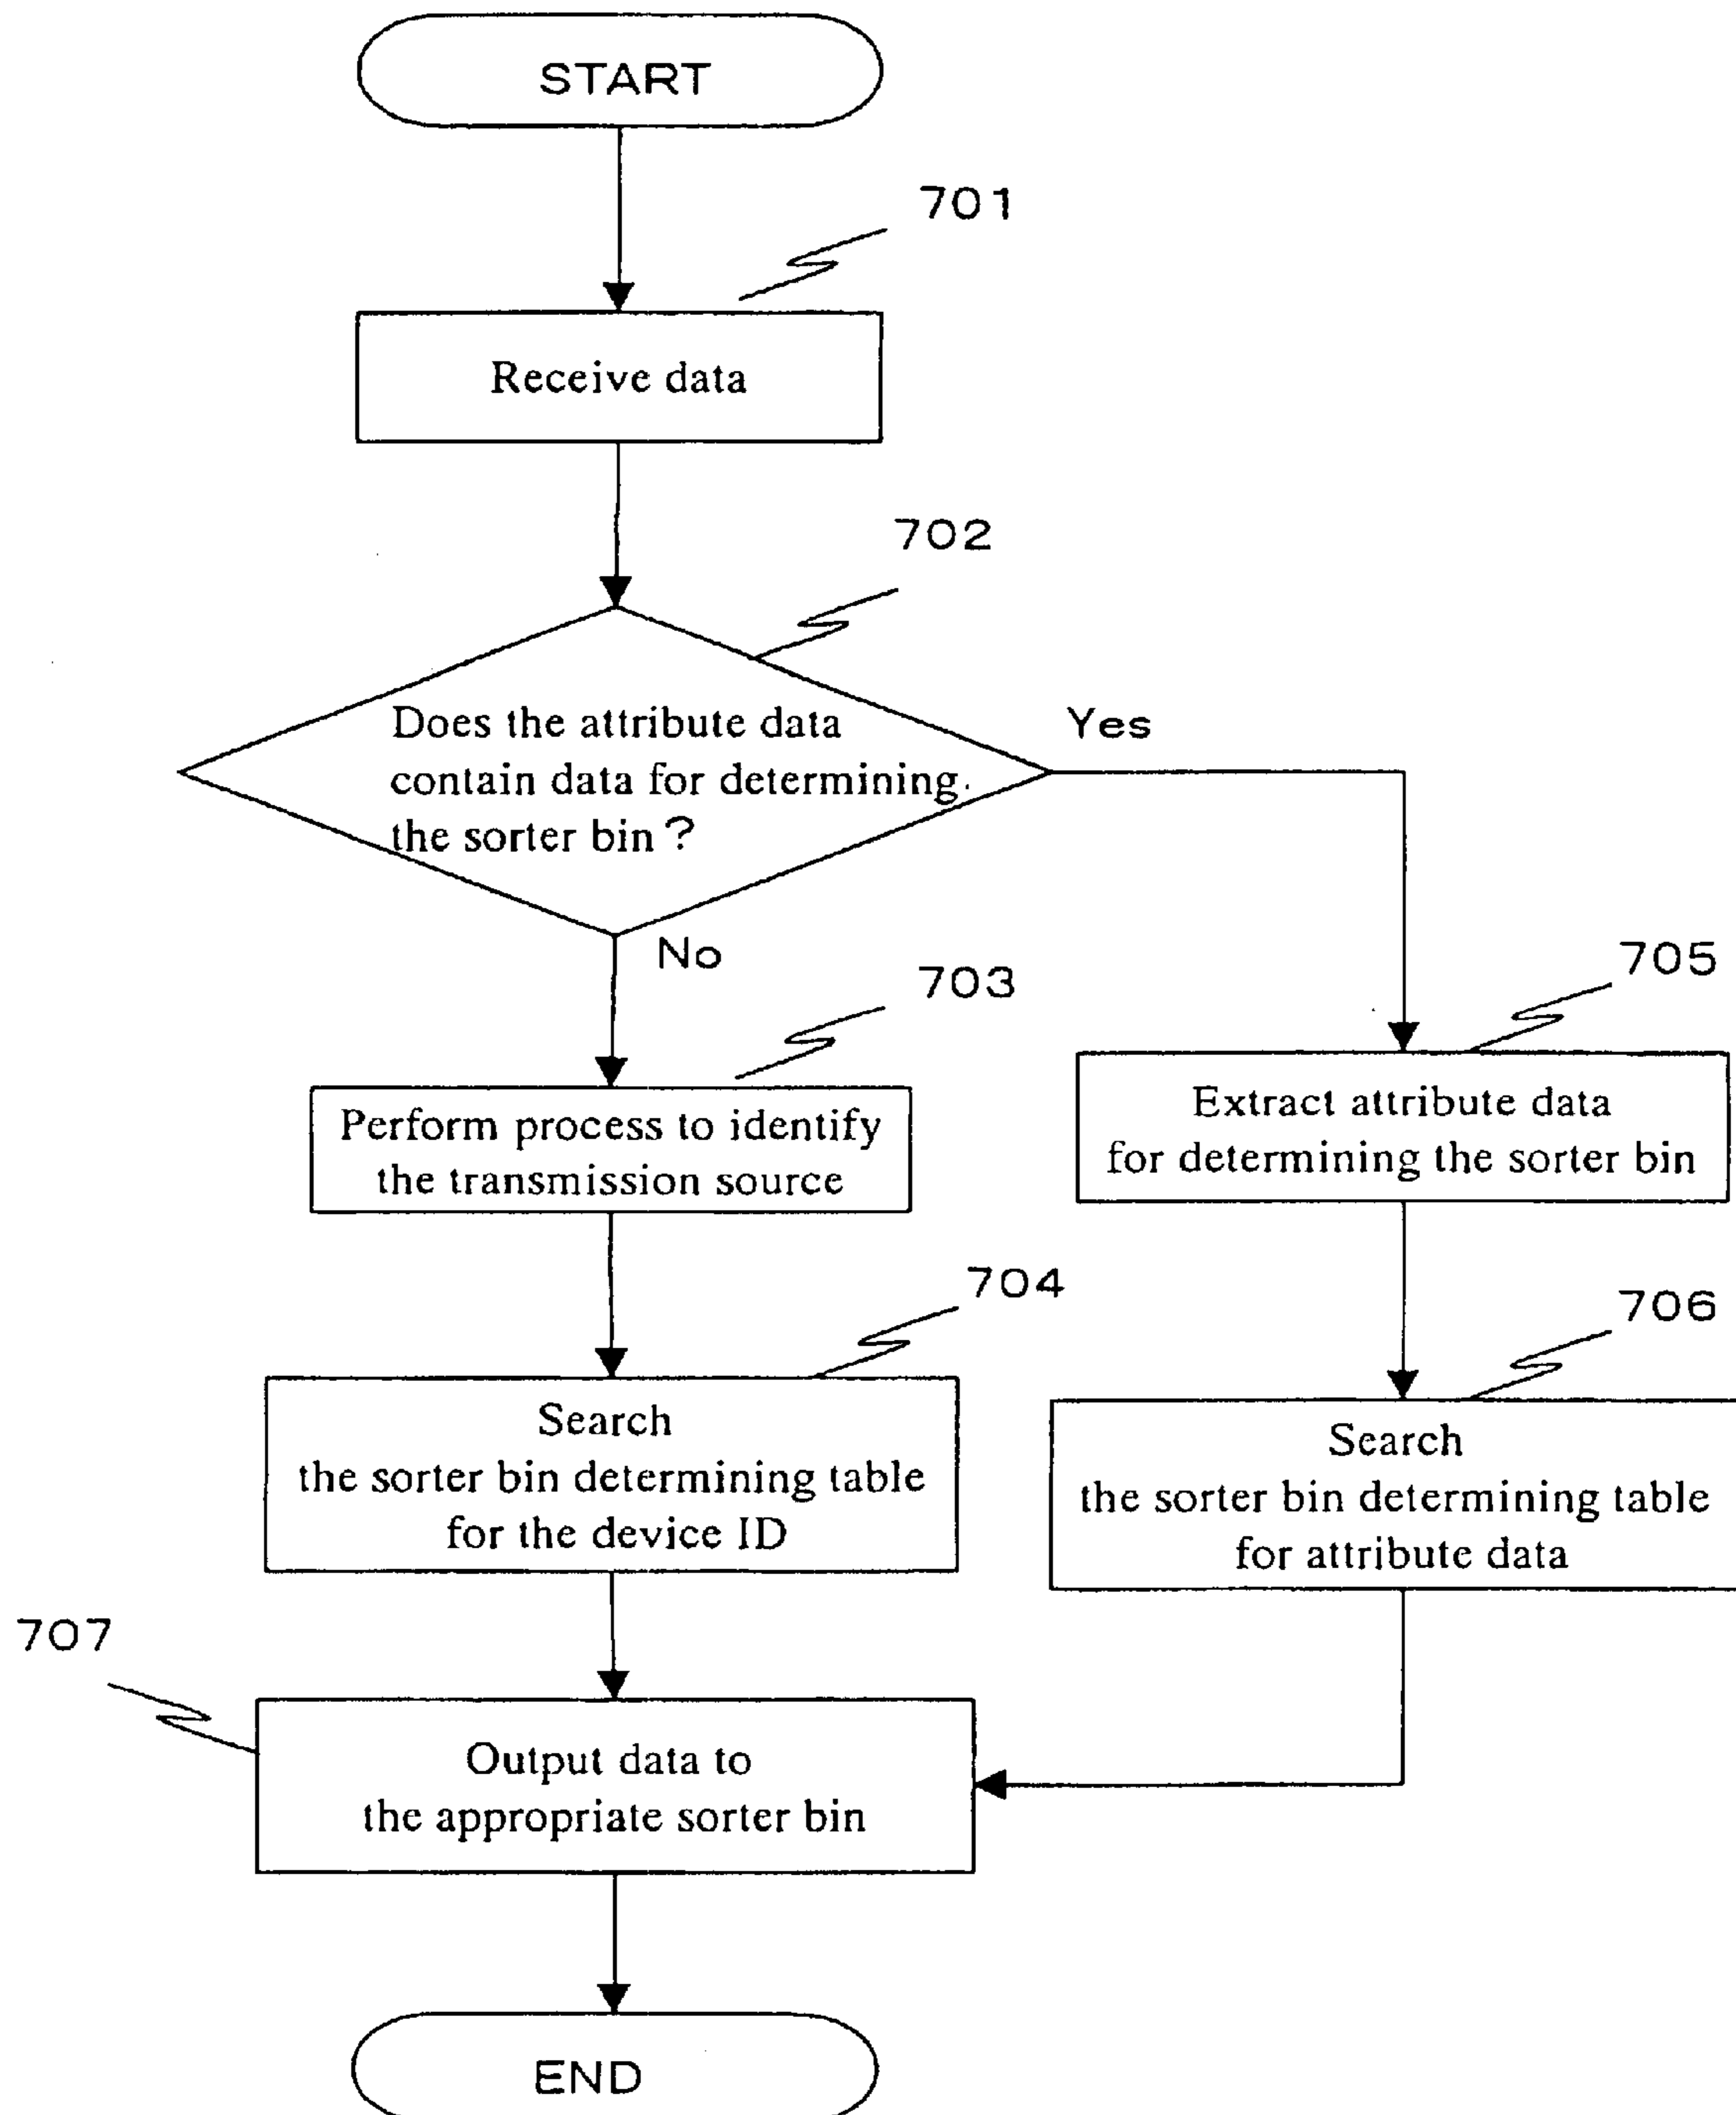 START
701
Receive data
702
Does the attribute data
contain data for determining
the sorter bin?
Yes
No
703
Perform process to identify
the transmission source
704
Search
the sorter bin determining table
for the device ID
705
Extract attribute data
for determining the sorter bin
706
Search
the sorter bin determining table
for attribute data
707
Output data to
the appropriate sorter bin
END